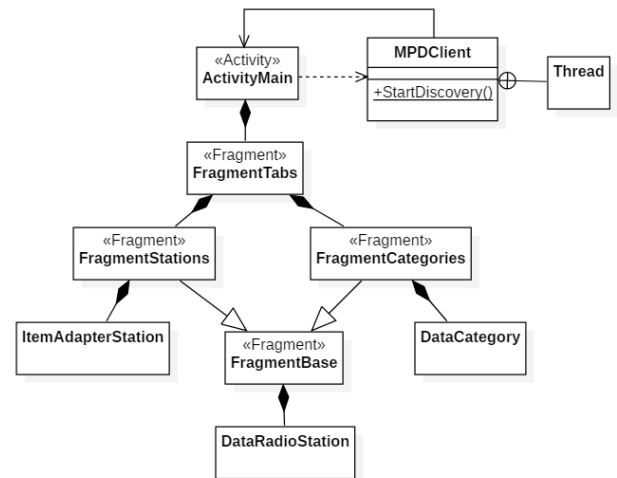 «Activity»
ActivityMain
MPDClient
+StartDiscovery()
Thread
«Fragment»
FragmentTabs
«Fragment»
FragmentStations
«Fragment»
FragmentCategories
ItemAdapterStation
«Fragment»
FragmentBase
DataCategory
DataRadioStation